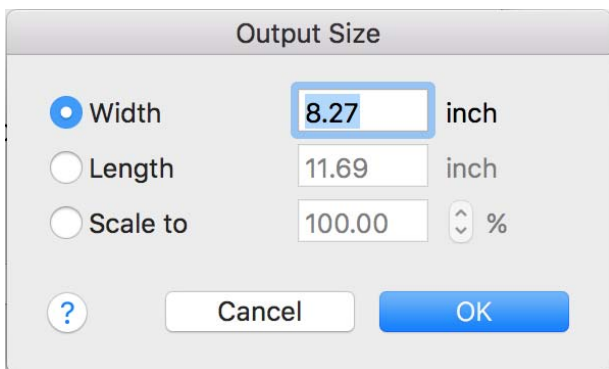 Output Size
Width 8.27 inch
Length 11.69 inch
Scale to 100.00 %
? Cancel OK